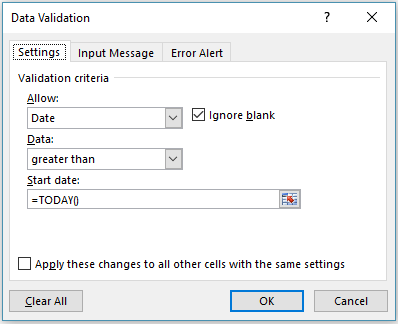 Data Validation ? X
Settings Input Message Error Alert
Validation criteria
Allow:
Date Ignore blank
Data:
greater than
Start date:
=TODAY()
Apply these changes to all other cells with the same settings
Clear All OK Cancel